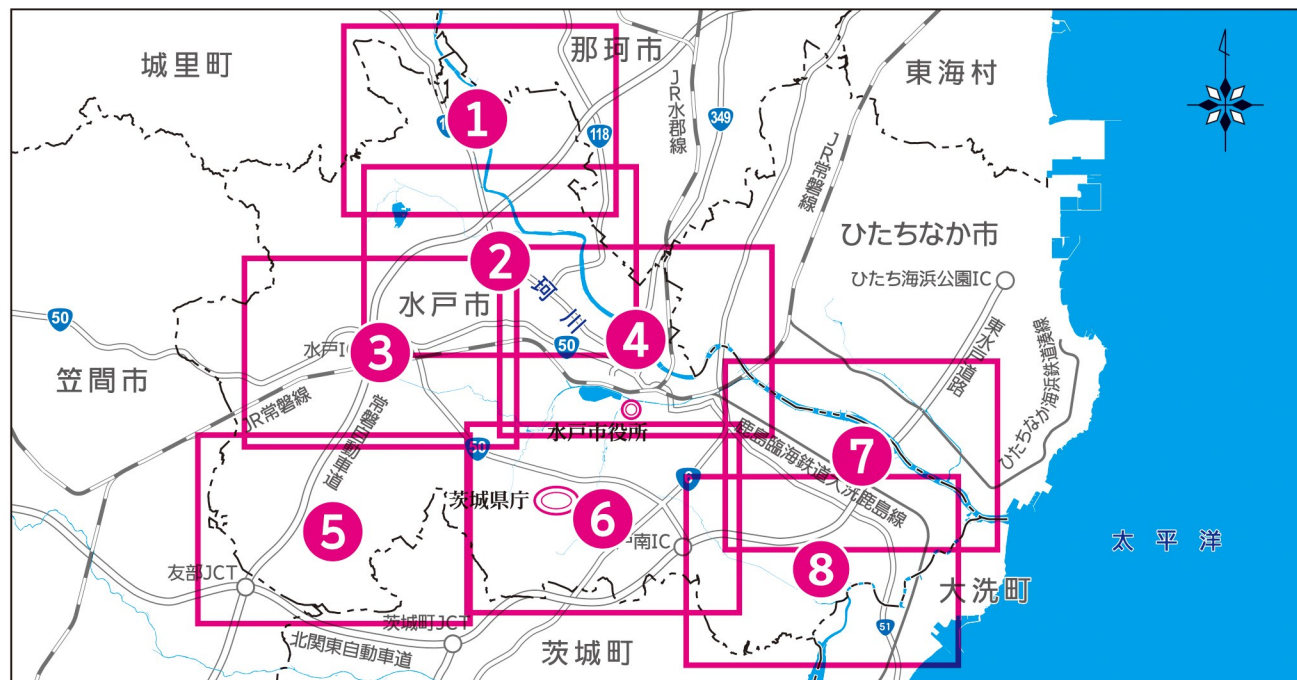 城里町
那珂市
東海村
1
1
118
JR水郡線
349
JR常磐線
ひたちなか市
ひたち海浜公園IC
2
水戸市
珂川
50
水戸I
3
50
4
笠間市
JR常磐線
常磐自動車道
東水戸道路
ひたちなか海浜鉄道湊線
水戸市役所
鹿島臨海鉄道大洗鹿島線
7
50
6
茨城県庁
6
5
戸南IC
太平洋
8
友部JCT
大洗町
51
茨城町JCT
北関東自動車道
茨城町